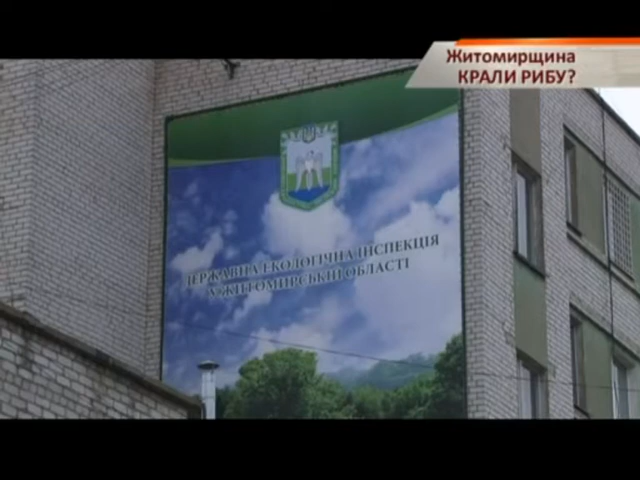 Житомирщина
КРАЛИ РИБУ?
ДЕРЖАВНА ЕКОЛОГІЧНА ІНСПЕКЦІЯ
У ЖИТОМИРСЬКІЙ ОБЛАСТІ